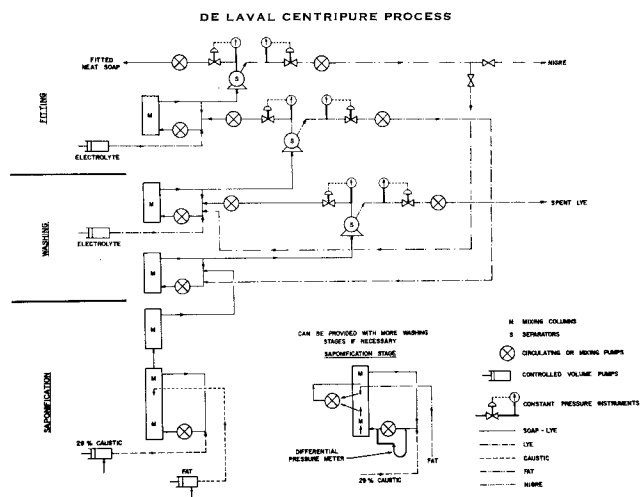 DE LAVAL CENTRIPURE PROCESS
FITTED
NEAT SOAP
NIGRE
FITTING
S
M
ELECTROLYTE
S
WASHING
M
ELECTROLYTE
S
SPENT LYE
M
SAPONIFICATION
M
M
M
29 % CAUSTIC
FAT
CAN BE PROVIDED WITH MORE WASHING
STAGES IF NECESSARY
SAPONIFICATION STAGE
M
M
DIFFERENTIAL
PRESSURE METER
FAT
29 % CAUSTIC
M MIXING COLUMNS
S SEPARATORS
CIRCULATING OR MIXING PUMPS
CONTROLLED VOLUME PUMPS
CONSTANT PRESSURE INSTRUMENTS
SOAP - LYE
LYE
CAUSTIC
FAT
NIGRE